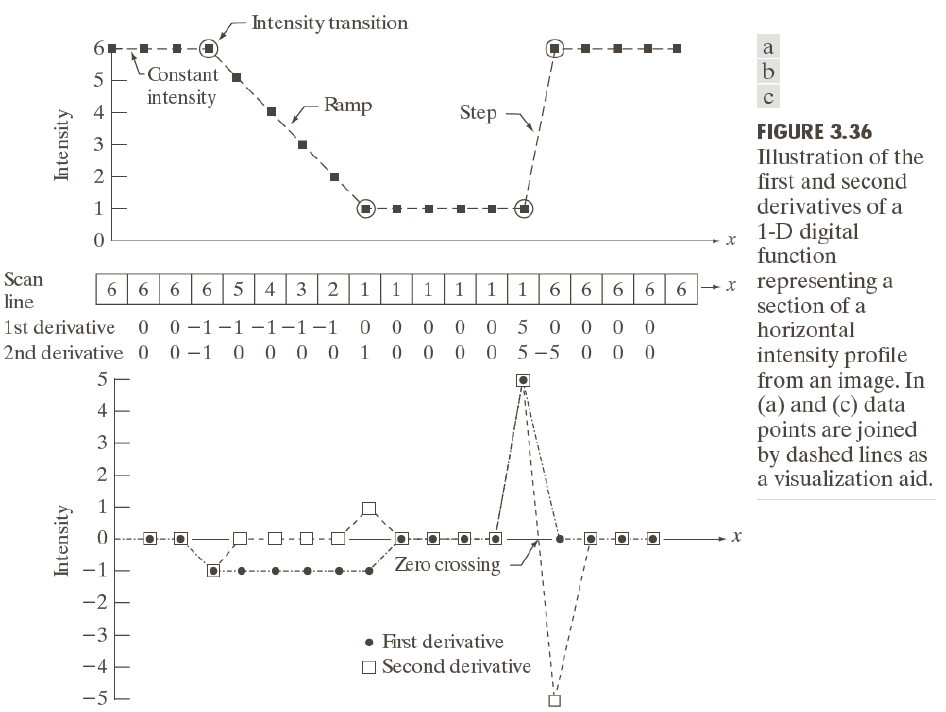 Intensity transition
6
Constant
intensity
5
4
Ramp
Step
3
2
1
0
Intensity
x
Scan
line
6 6 6 6 5 4 3 2 1 1 1 1 1 1 6 6 6 6 6
x
1st derivative 0 0 −1 −1 −1 −1 −1 0 0 0 0 0 5 0 0 0 0
2nd derivative 0 0 −1 0 0 0 0 1 0 0 0 0 5 −5 0 0 0
5
4
3
2
1
0
−1
−2
−3
−4
−5
Intensity
x
Zero crossing
First derivative
Second derivative
a
b
c
FIGURE 3.36
Illustration of the
first and second
derivatives of a
1-D digital
function
representing a
section of a
horizontal
intensity profile
from an image. In
(a) and (c) data
points are joined
by dashed lines as
a visualization aid.